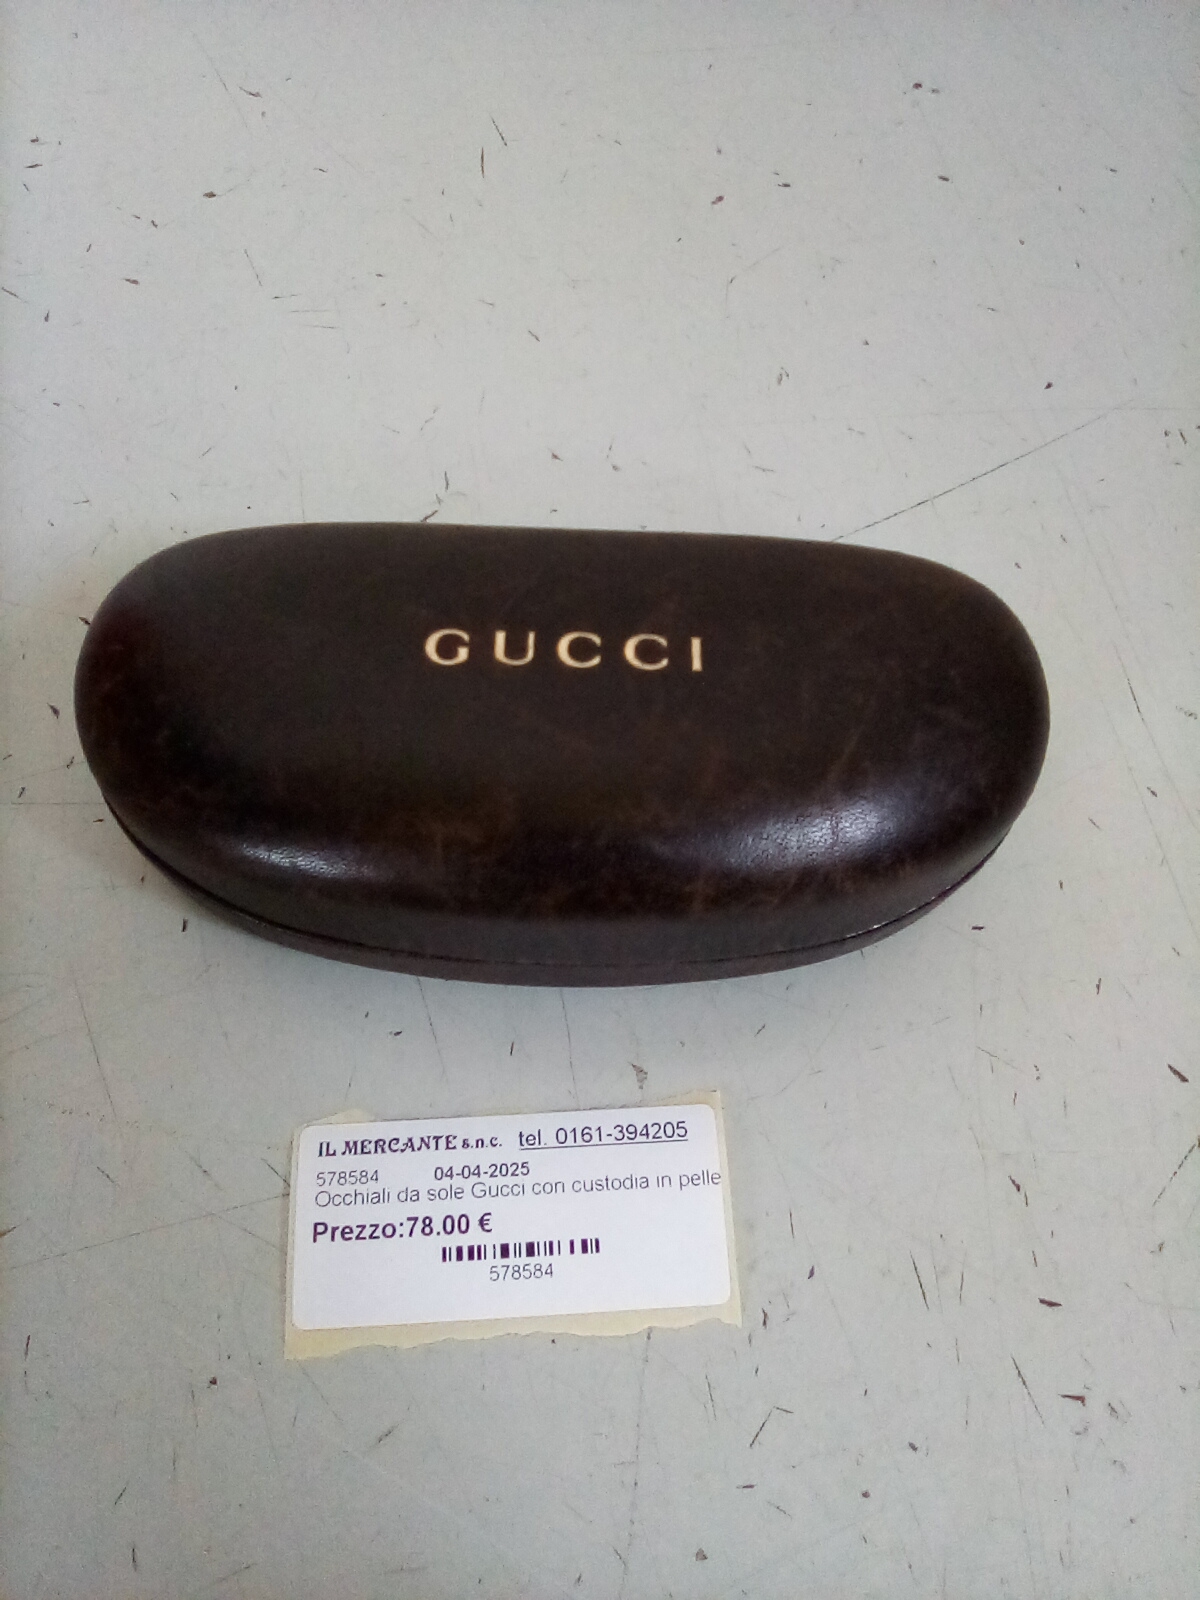 GUCCI
IL MERCANTE s.n.c. tel. 0161-394205
578584 04-04-2025
Occhiali da sole Gucci con custodia in pelle
Prezzo:78.00 €
578584